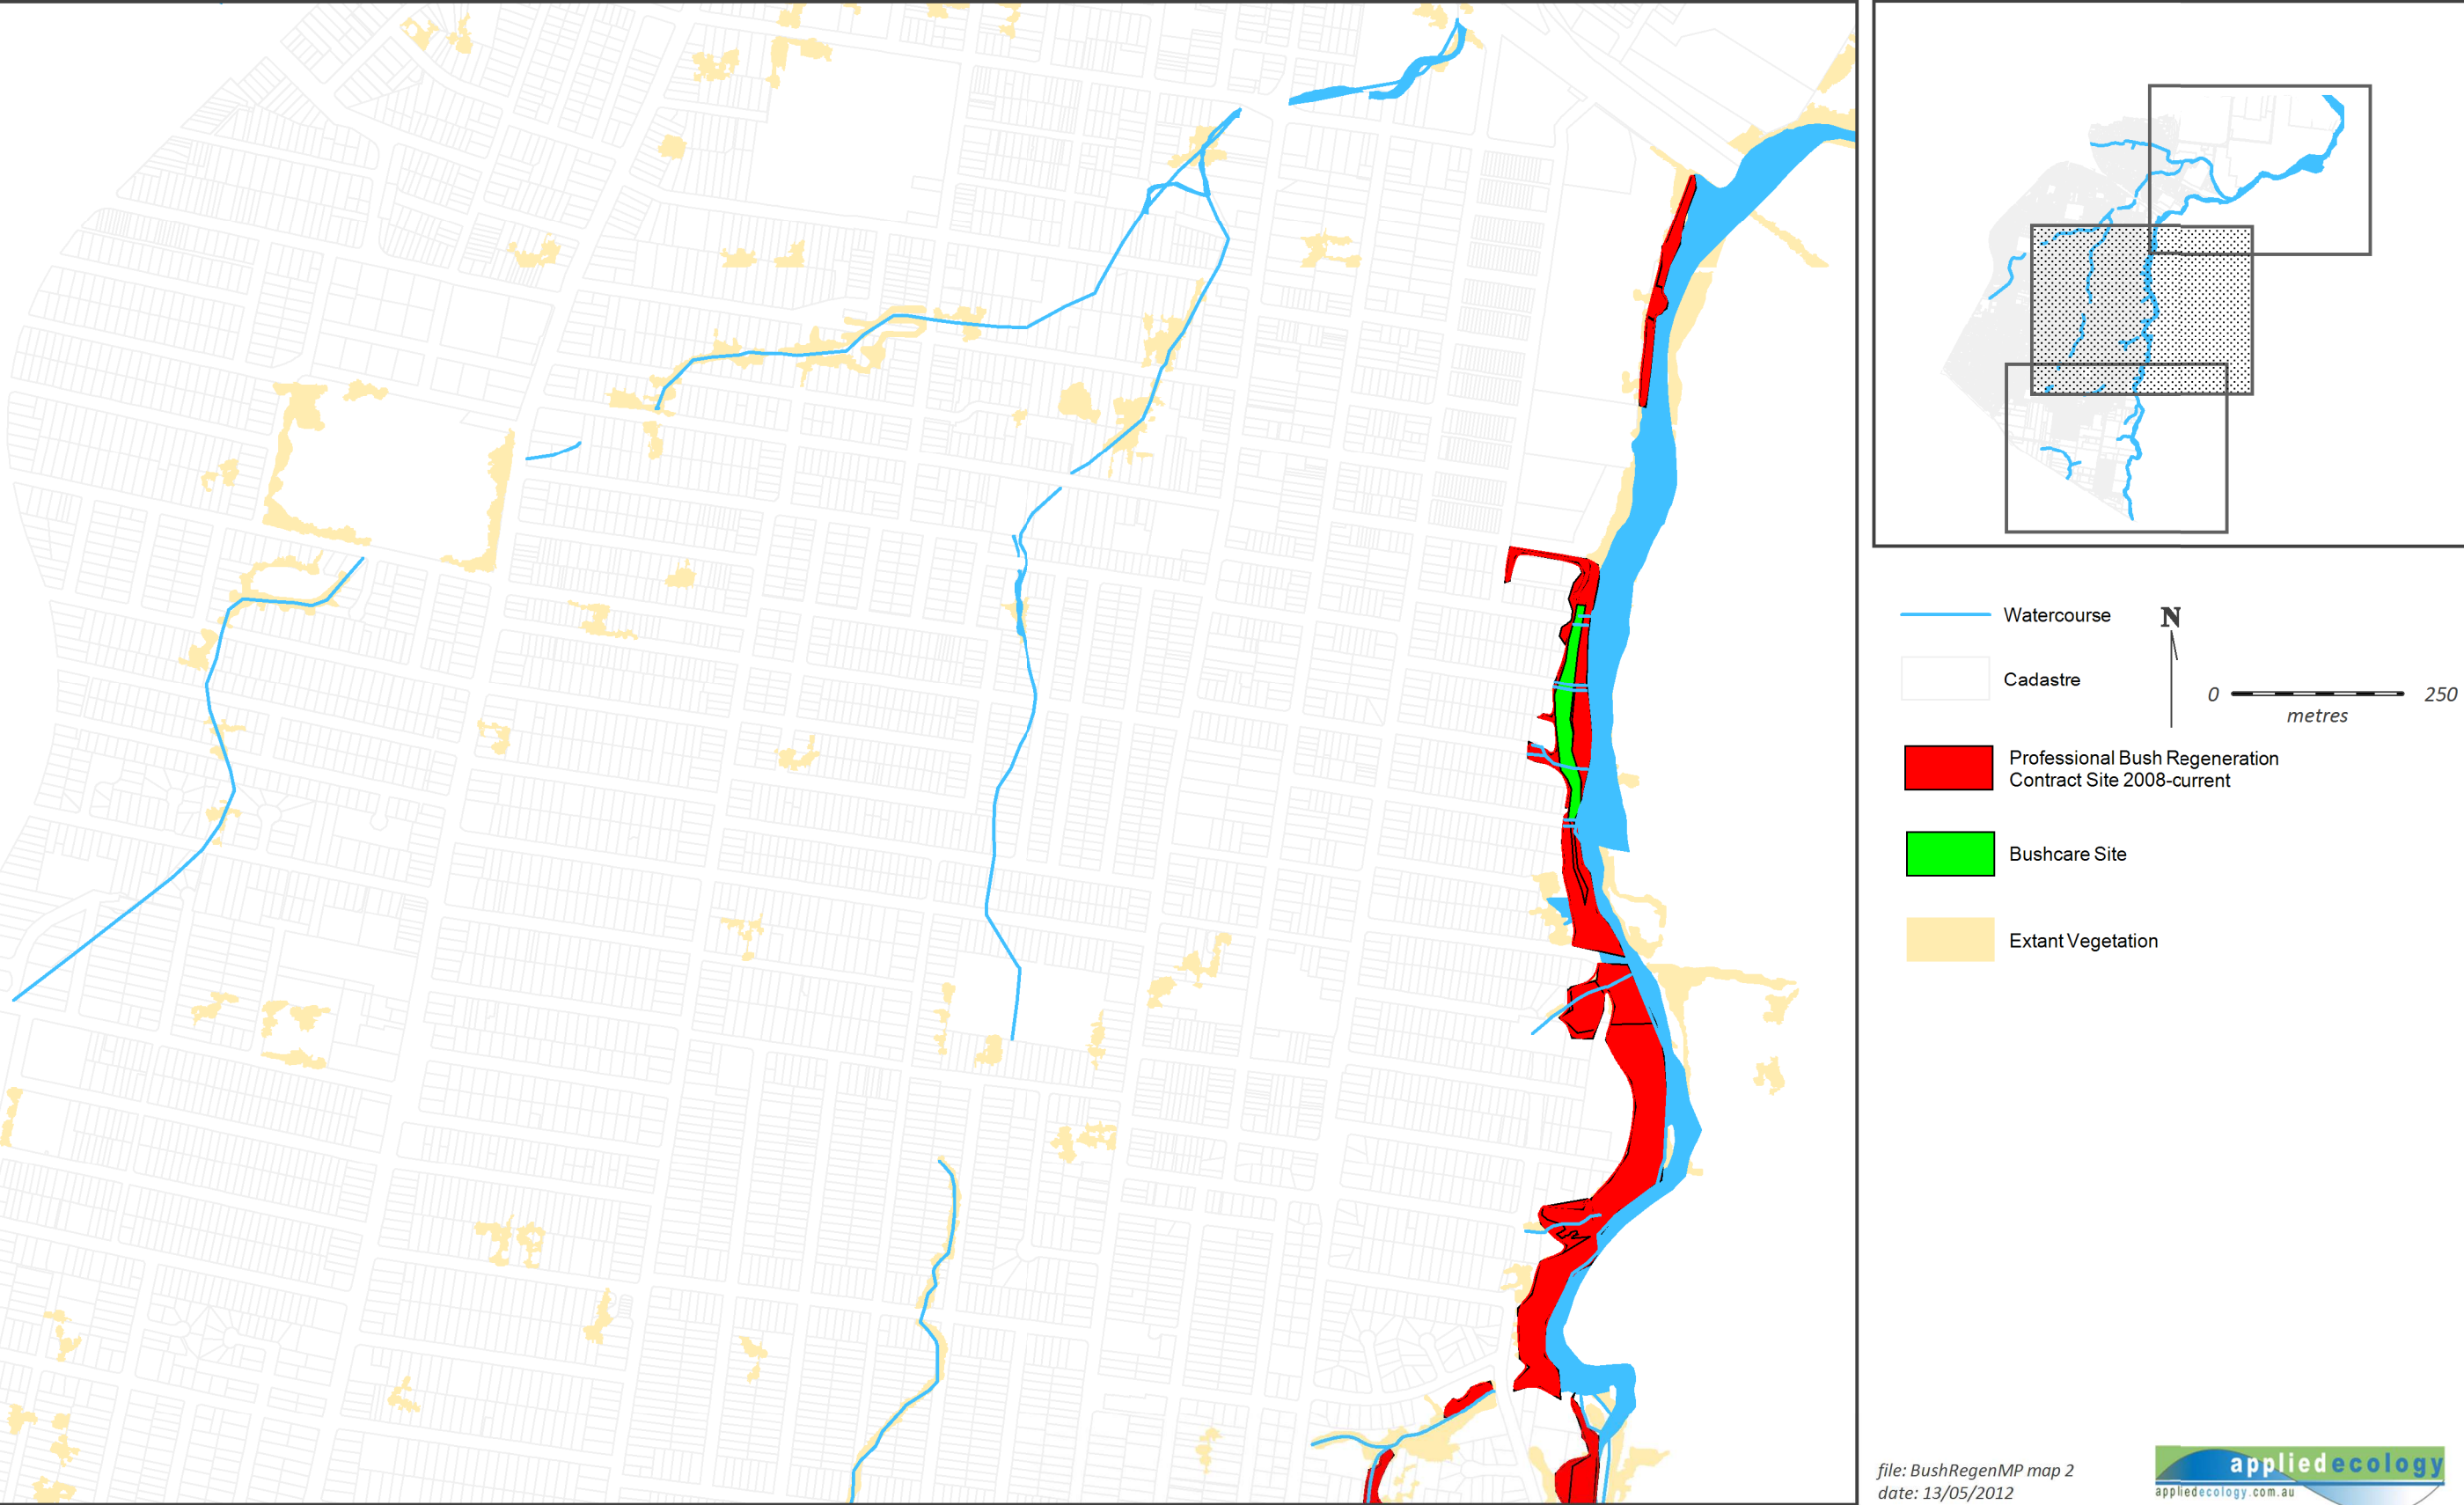 Watercourse
N
Cadastre
0 250
metres
Professional Bush Regeneration
Contract Site 2008-current
Bushcare Site
Extant Vegetation
file: BushRegenMP map 2
date: 13/05/2012
appliedecology
appliedecology.com.au